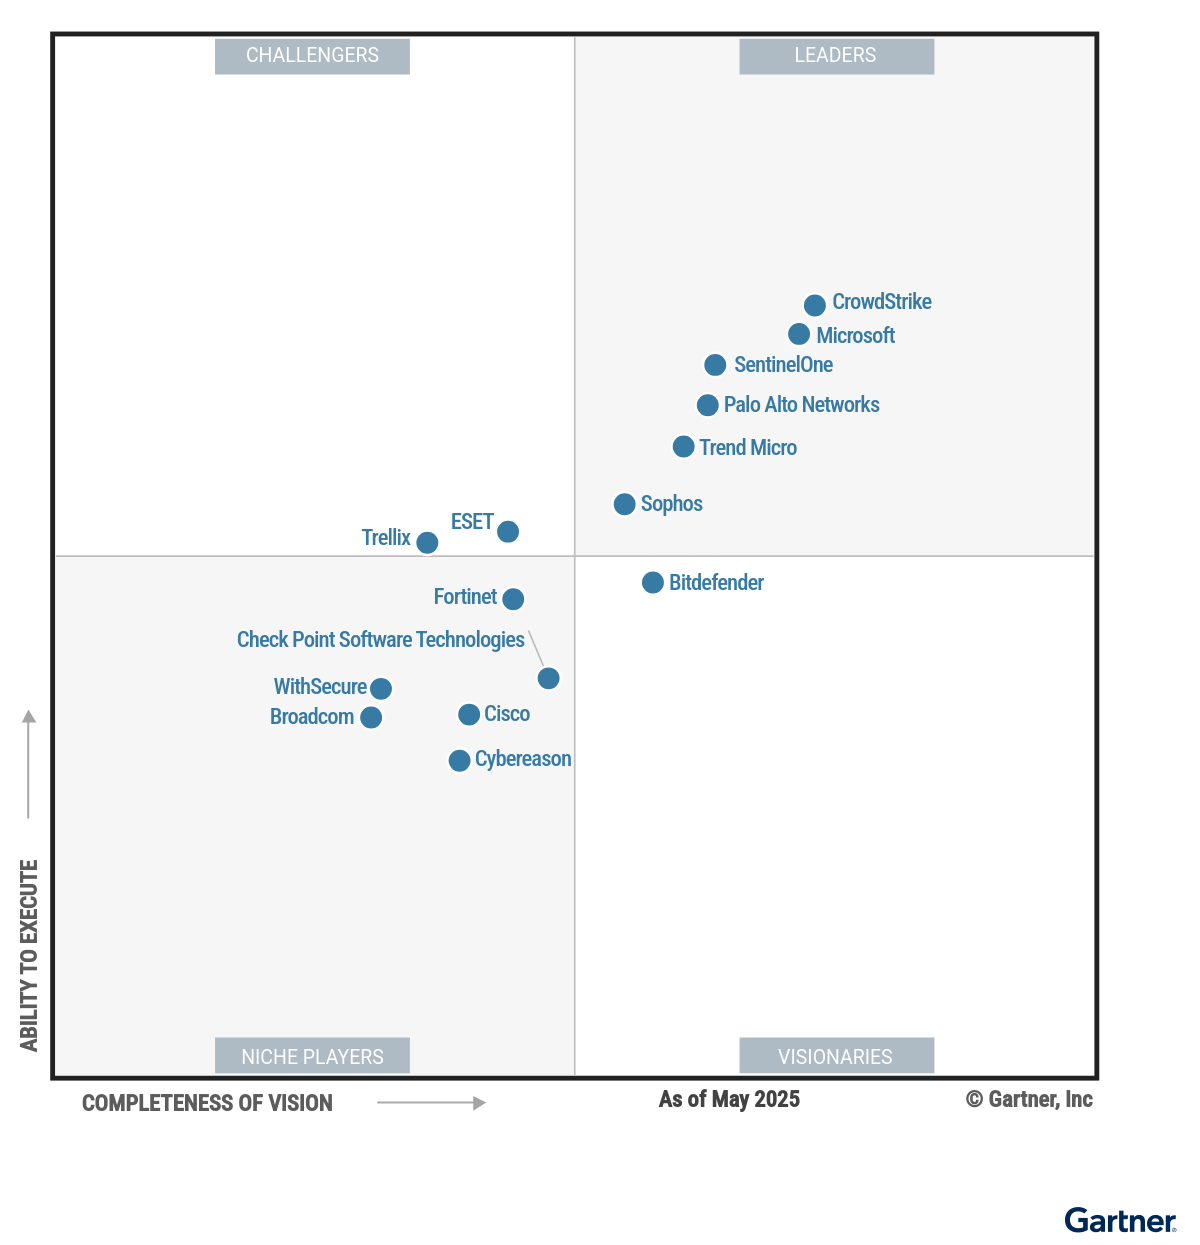 CHALLENGERS
LEADERS
CrowdStrike
Microsoft
SentinelOne
Palo Alto Networks
Trend Micro
Sophos
ESET
Trellix
Bitdefender
Fortinet
Check Point Software Technologies
WithSecure
Broadcom
Cisco
Cybereason
ABILITY TO EXECUTE
NICHE PLAYERS
VISIONARIES
COMPLETENESS OF VISION
As of May 2025
© Gartner, Inc
Gartner®